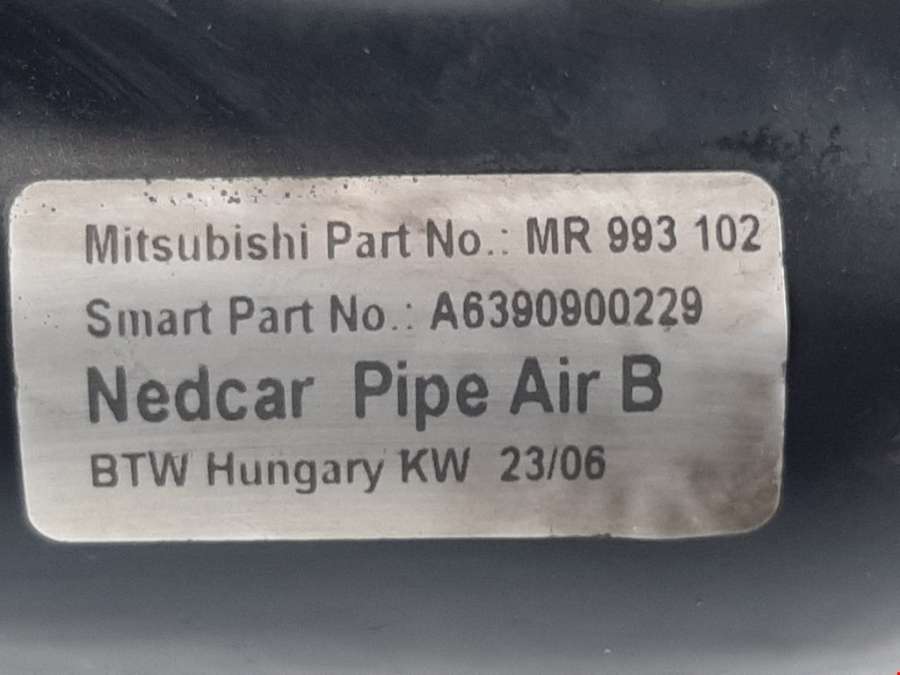 Mitsubishi Part No.: MR 993 102
Smart Part No.: A6390900229
Nedcar Pipe Air B
BTW Hungary KW 23/06